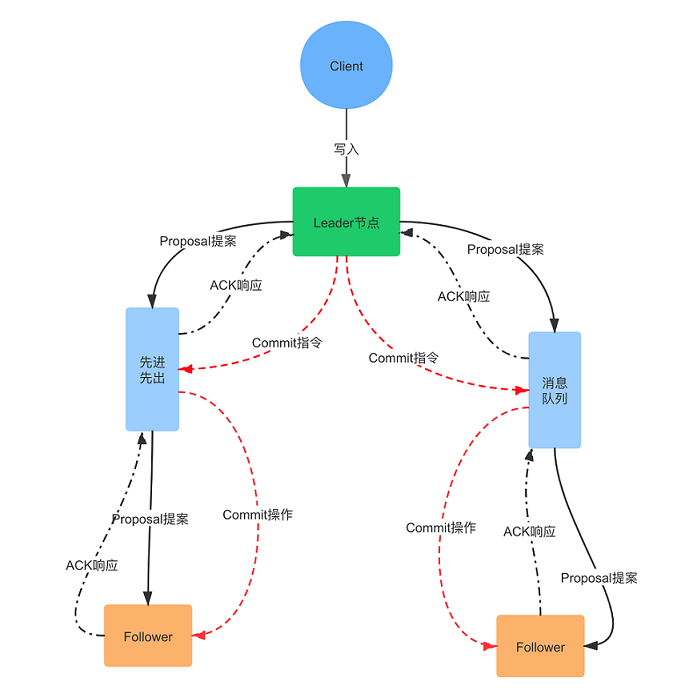 Client
写入
Leader节点
Proposal提案
Proposal提案
ACK响应
ACK响应
Commit指令
Commit指令
先进
先出
消息
队列
Proposal提案
Commit操作
Commit操作
ACK响应
ACK响应
Proposal提案
Follower
Follower